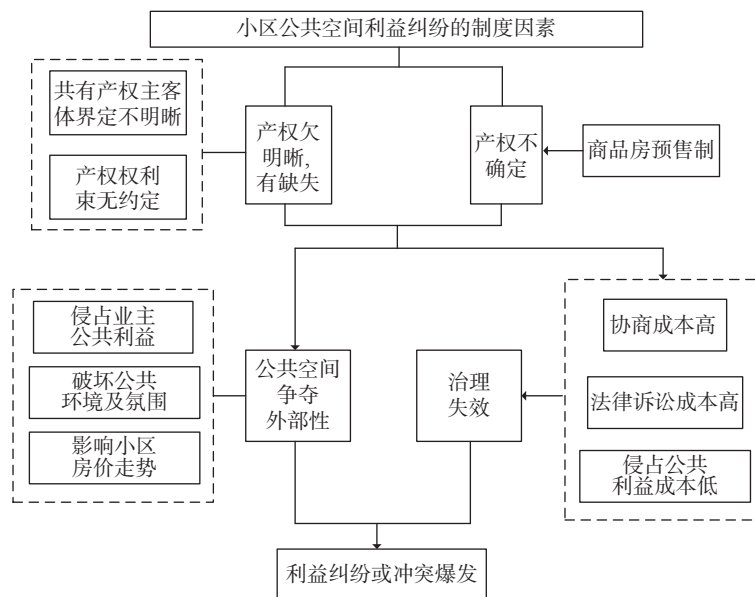 小区公共空间利益纠纷的制度因素
共有产权主客
体界定不明晰
产权权利
束无约定
产权欠
明晰,
有缺失
产权不
确定
商品房预售制
侵占业主
公共利益
破坏公共
环境及氛围
影响小区
房价走势
公共空间
争夺
外部性
治理
失效
协商成本高
法律诉讼成本高
侵占公共
利益成本低
利益纠纷或冲突爆发